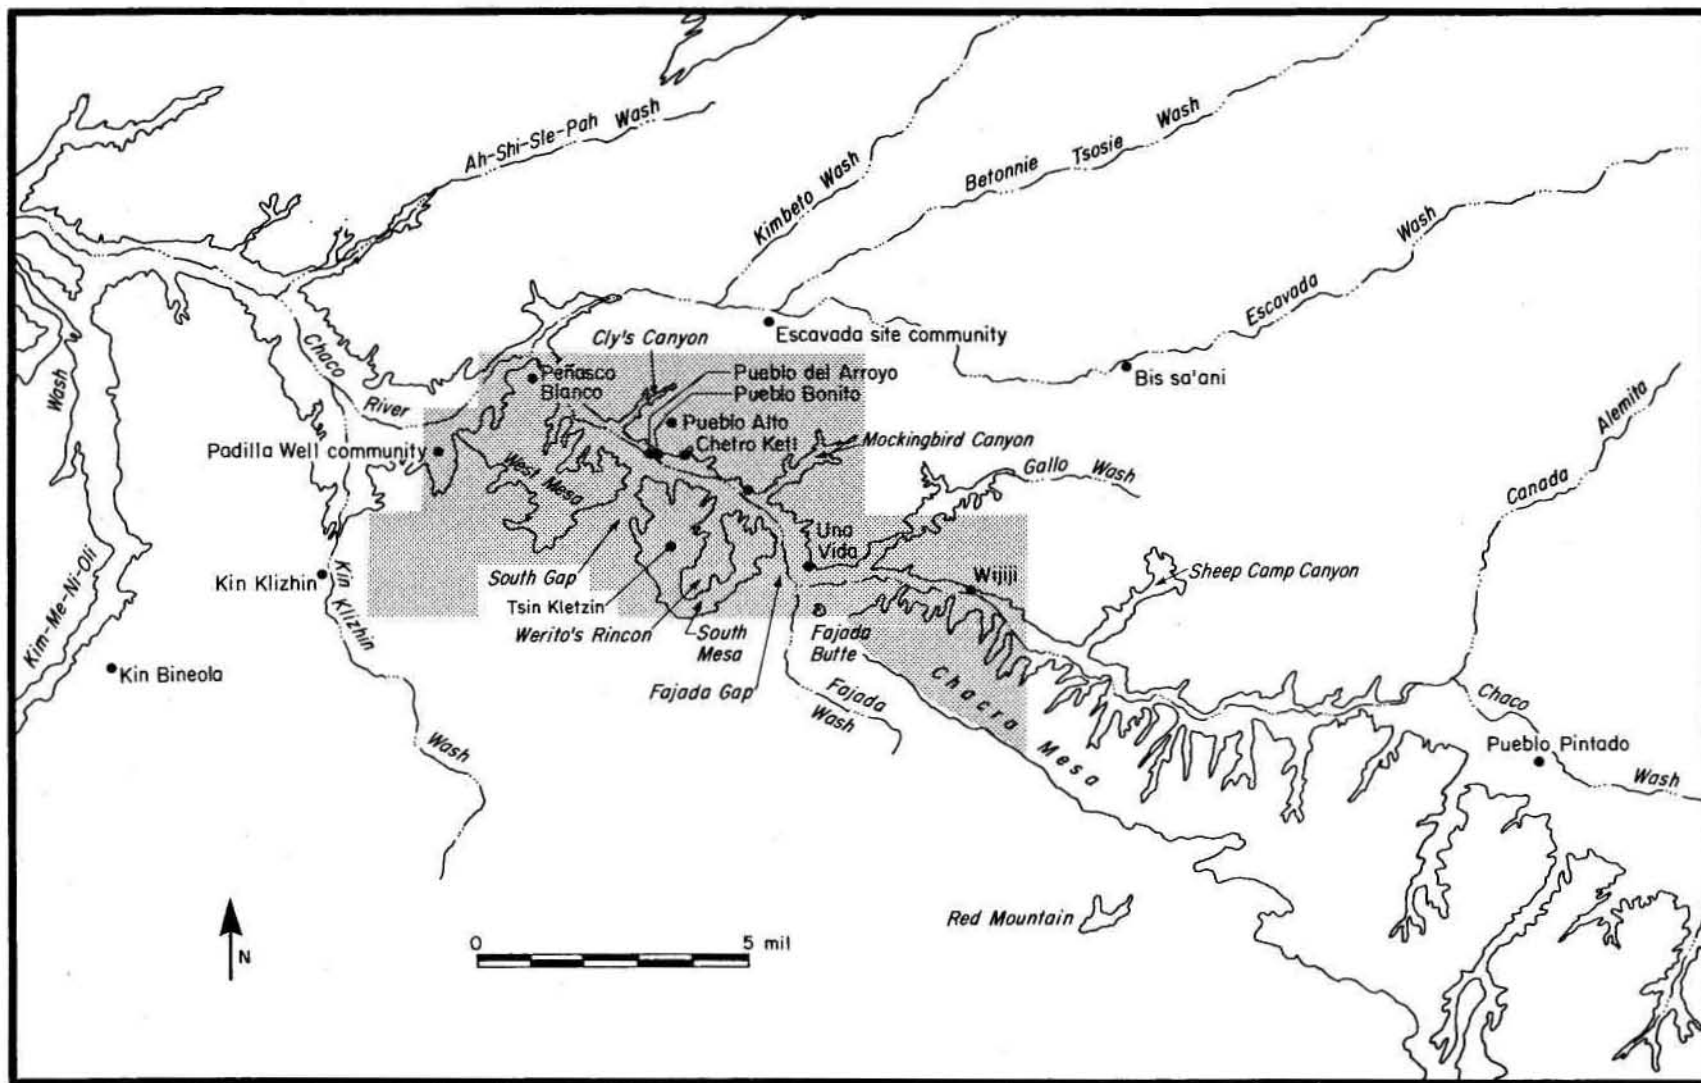 Ah-Shi-Sle-Pah Wash
Kimbeto Wash
Betonnie Tsosie Wash
Escavada Wash
Chaco River
Cly's Canyon
Escavada site community
Bis sa'ani
Peñasco
Blanco
Pueblo del Arroyo
Pueblo Bonito
Pueblo Alto
Chetro Ketl
Mockingbird Canyon
Padilla Well community
West Mesa
Gallo Wash
Canada Alemita
Una
Vida
Wijiji
Sheep Camp Canyon
Kin Klizhin
Kin Klizhin Wash
South Gap
Tsin Kletzin
Werito's Rincon
South
Mesa
Fajada
Butte
Fajada Gap
Fajada
Wash
Chacra Mesa
Kim-Me-Ni-Oli Wash
Kin Bineola
Chaco Wash
Pueblo Pintado
Red Mountain
N
0 5 mil